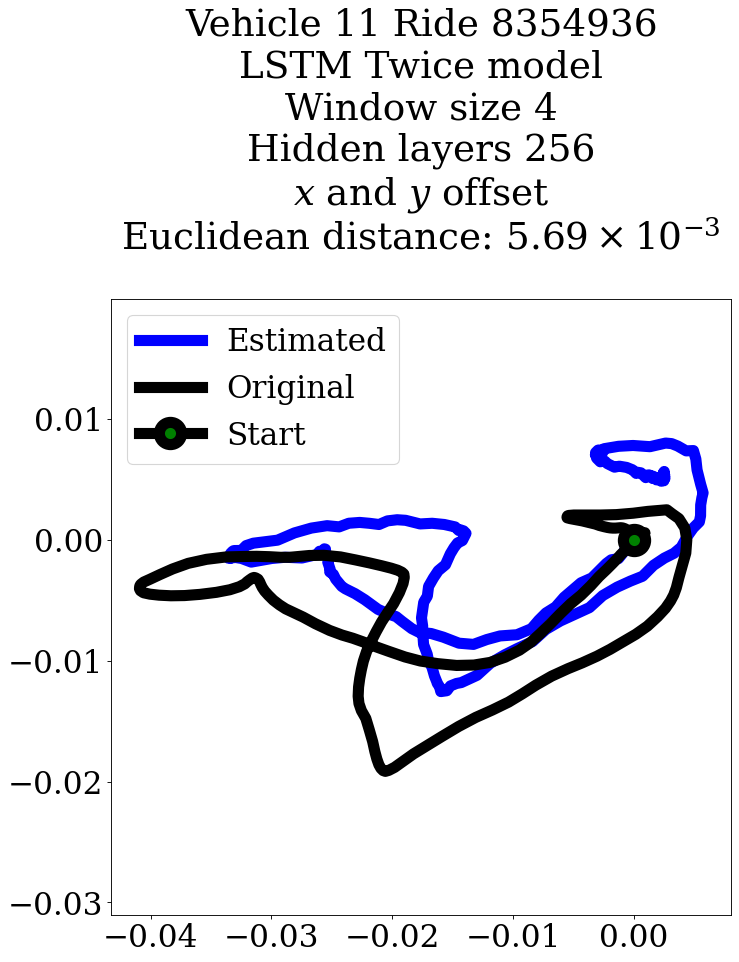 Vehicle 11 Ride 8354936
LSTM Twice model
Window size 4
Hidden layers 256
x and y offset
Euclidean distance: 5.69 × 10⁻³
Estimated
Original
Start
0.01
0.00
−0.01
−0.02
−0.03
−0.04 −0.03 −0.02 −0.01 0.00